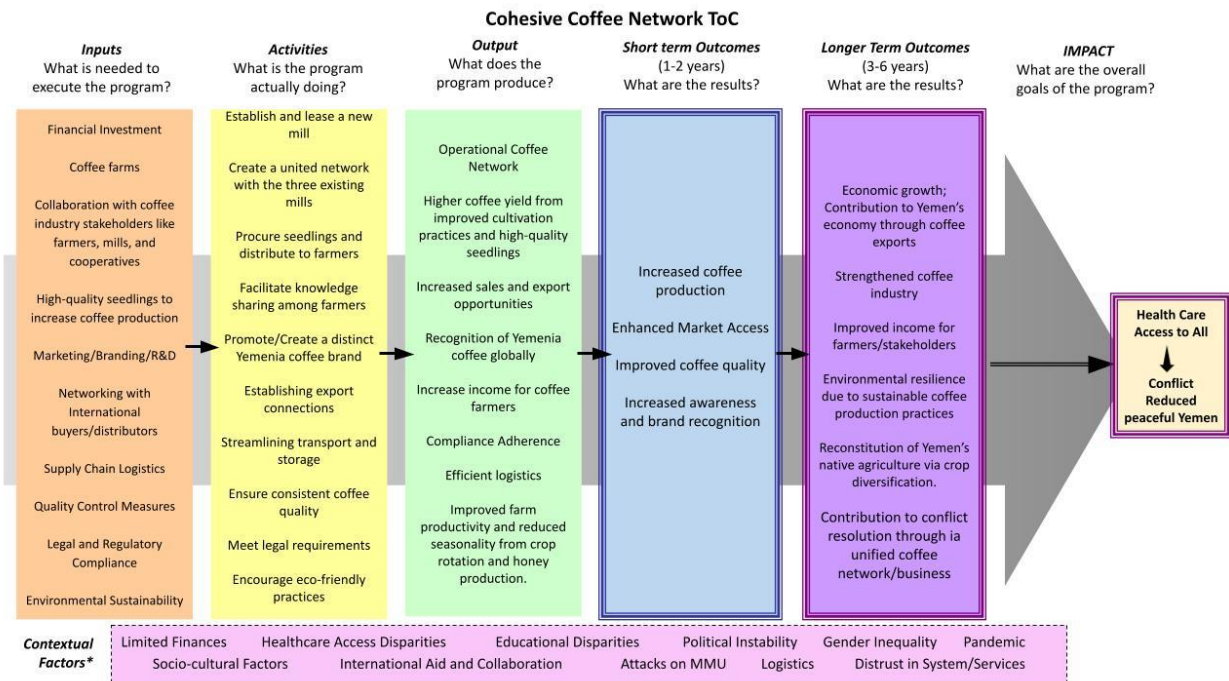 Cohesive Coffee Network ToC
Inputs
What is needed to
execute the program?
Activities
What is the program
actually doing?
Output
What does the
program produce?
Short term Outcomes
(1-2 years)
What are the results?
Longer Term Outcomes
(3-6 years)
What are the results?
IMPACT
What are the overall
goals of the program?
Financial Investment
Coffee farms
Collaboration with coffee
industry stakeholders like
farmers, mills, and
cooperatives
High-quality seedlings to
increase coffee production
Marketing/Branding/R&D
Networking with
International
buyers/distributors
Supply Chain Logistics
Quality Control Measures
Legal and Regulatory
Compliance
Environmental Sustainability
Establish and lease a new
mill
Create a united network
with the three existing
mills
Procure seedlings and
distribute to farmers
Facilitate knowledge
sharing among farmers
Promote/Create a distinct
Yemenia coffee brand
Establishing export
connections
Streamlining transport and
storage
Ensure consistent coffee
quality
Meet legal requirements
Encourage eco-friendly
practices
Operational Coffee
Network
Higher coffee yield from
improved cultivation
practices and high-quality
seedlings
Increased sales and export
opportunities
Recognition of Yemenia
coffee globally
Increase income for coffee
farmers
Compliance Adherence
Efficient logistics
Improved farm
productivity and reduced
seasonality from crop
rotation and honey
production.
Increased coffee
production
Enhanced Market Access
Improved coffee quality
Increased awareness
and brand recognition
Economic growth;
Contribution to Yemen's
economy through coffee
exports
Strengthened coffee
industry
Improved income for
farmers/stakeholders
Environmental resilience
due to sustainable coffee
production practices
Reconstitution of Yemen's
native agriculture via crop
diversification.
Contribution to conflict
resolution through ia
unified coffee
network/business
Health Care
Access to All
Conflict
Reduced
peaceful Yemen
Contextual
Factors*
Limited Finances Healthcare Access Disparities Educational Disparities Political Instability Gender Inequality Pandemic
Socio-cultural Factors International Aid and Collaboration Attacks on MMU Logistics Distrust in System/Services